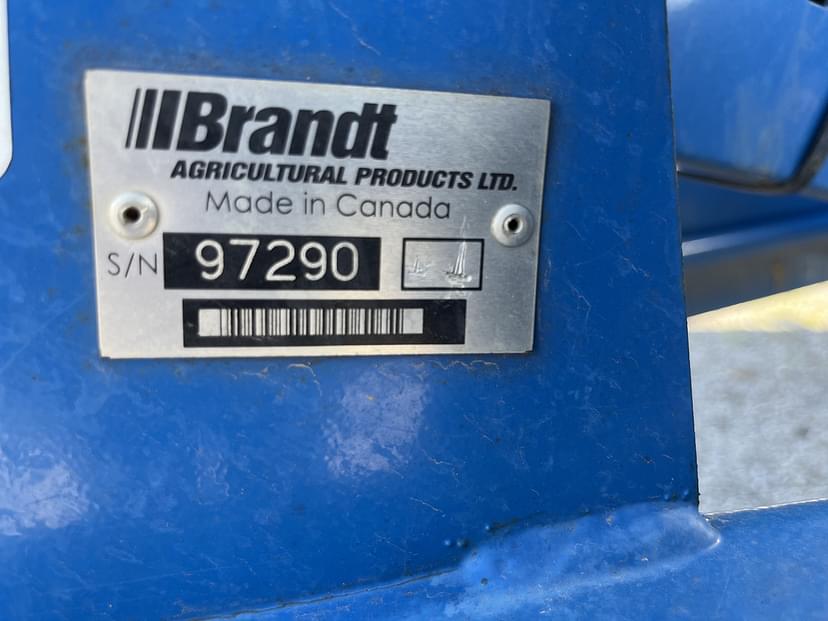 Brandt
AGRICULTURAL PRODUCTS LTD.
Made in Canada
S/N 97290